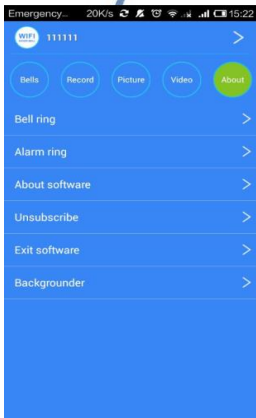 Emergency... 20K/s 15:22
WIFI 111111
Bells Record Picture Video About
Bell ring
Alarm ring
About software
Unsubscribe
Exit software
Backgrounder